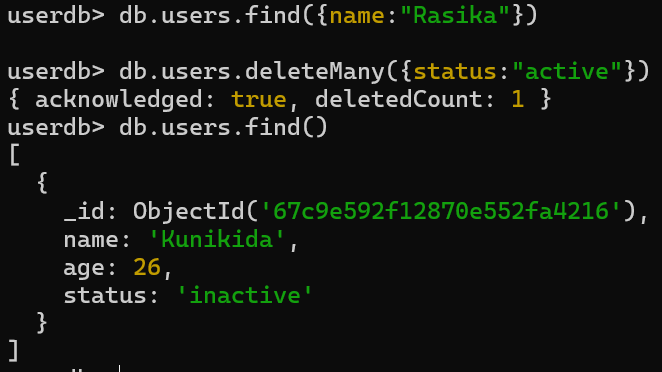 userdb> db.users.find({name:"Rasika"})
userdb> db.users.deleteMany({status:"active"})
{ acknowledged: true, deletedCount: 1 }
userdb> db.users.find()
[
  {
    _id: ObjectId('67c9e592f12870e552fa4216'),
    name: 'Kunikida',
    age: 26,
    status: 'inactive'
  }
]